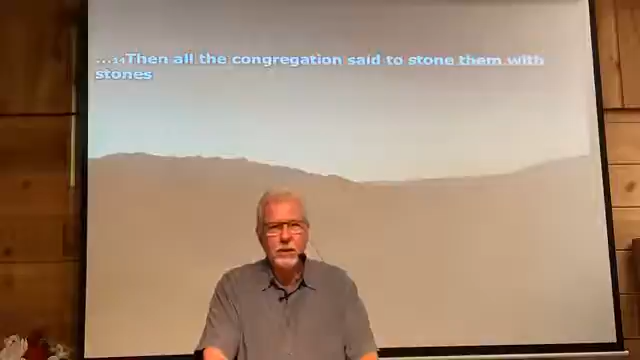 ...14Then all the congregation said to stone them with
stones